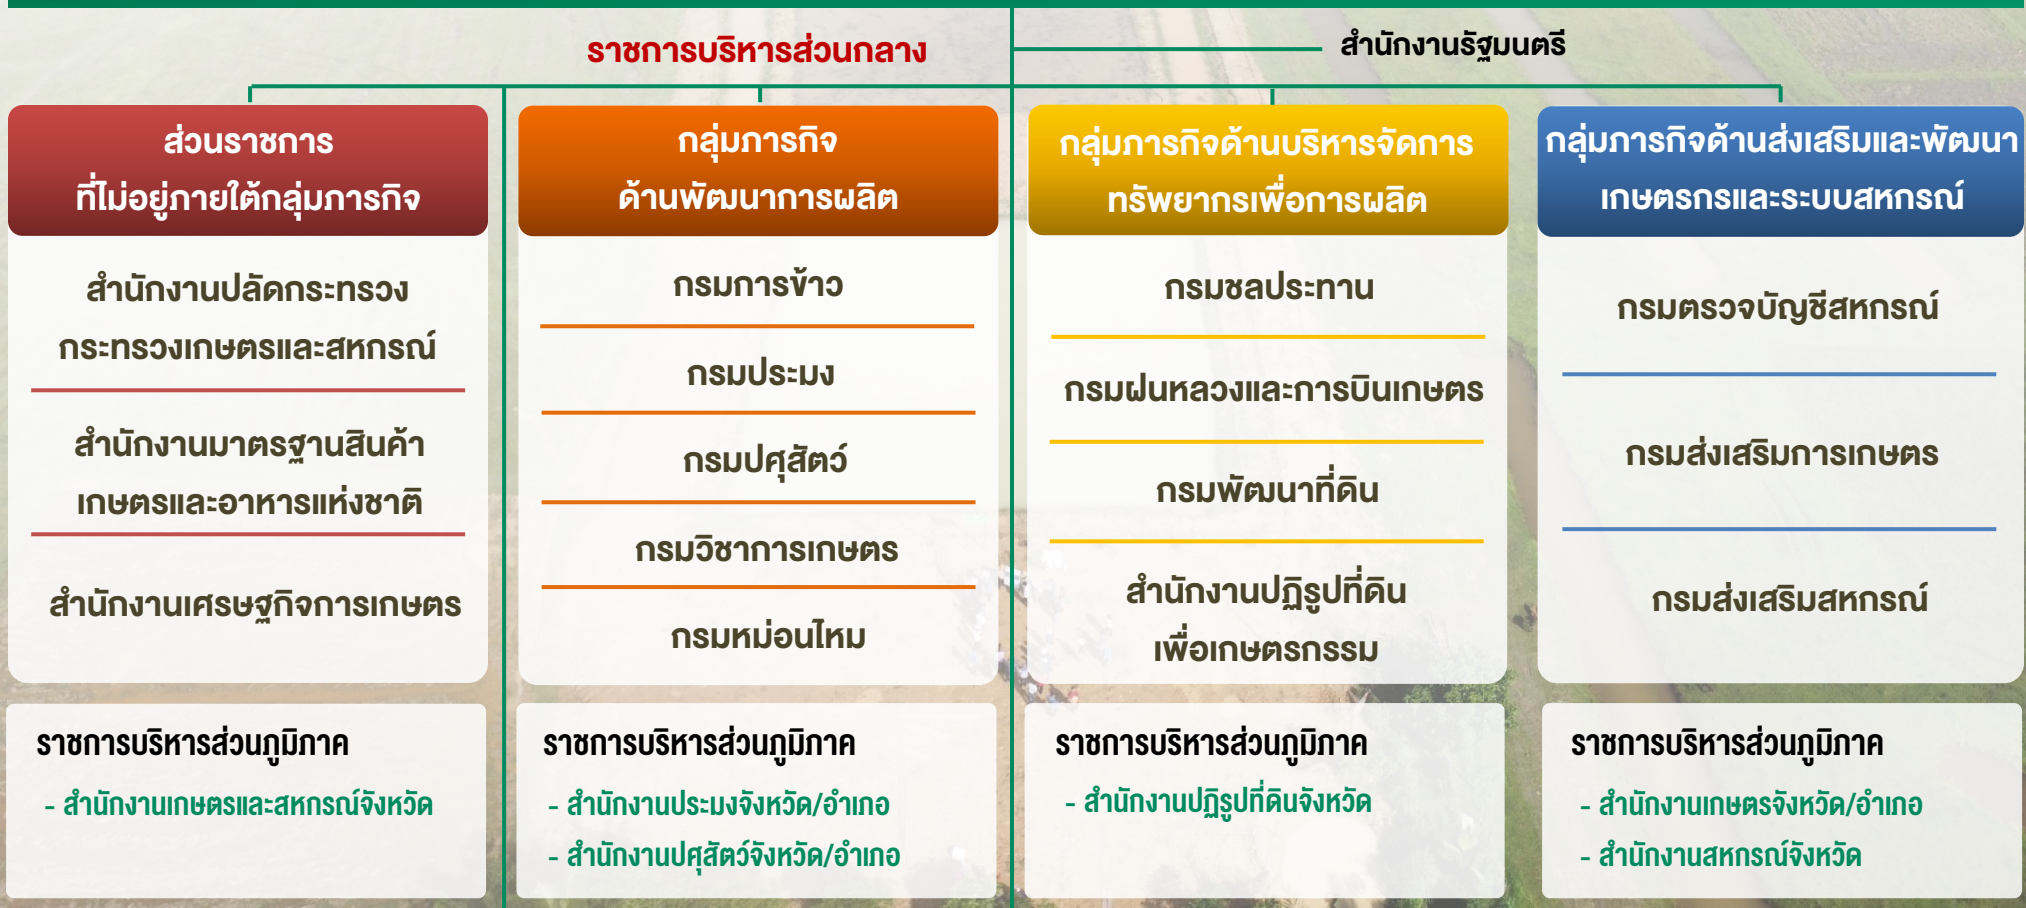 ราชการบริหารส่วนกลาง
สำนักงานรัฐมนตรี
ส่วนราชการ
ที่ไม่อยู่ภายใต้กลุ่มภารกิจ
สำนักงานปลัดกระทรวง
กระทรวงเกษตรและสหกรณ์
สำนักงานมาตรฐานสินค้า
เกษตรและอาหารแห่งชาติ
สำนักงานเศรษฐกิจการเกษตร
ราชการบริหารส่วนภูมิภาค
- สำนักงานเกษตรและสหกรณ์จังหวัด
กลุ่มภารกิจ
ด้านพัฒนาการผลิต
กรมการข้าว
กรมประมง
กรมปศุสัตว์
กรมวิชาการเกษตร
กรมหม่อนไหม
ราชการบริหารส่วนภูมิภาค
- สำนักงานประมงจังหวัด/อำเภอ
- สำนักงานปศุสัตว์จังหวัด/อำเภอ
กลุ่มภารกิจด้านบริหารจัดการ
ทรัพยากรเพื่อการผลิต
กรมชลประทาน
กรมฝนหลวงและการบินเกษตร
กรมพัฒนาที่ดิน
สำนักงานปฏิรูปที่ดิน
เพื่อเกษตรกรรม
ราชการบริหารส่วนภูมิภาค
- สำนักงานปฏิรูปที่ดินจังหวัด
กลุ่มภารกิจด้านส่งเสริมและพัฒนา
เกษตรกรและระบบสหกรณ์
กรมตรวจบัญชีสหกรณ์
กรมส่งเสริมการเกษตร
กรมส่งเสริมสหกรณ์
ราชการบริหารส่วนภูมิภาค
- สำนักงานเกษตรจังหวัด/อำเภอ
- สำนักงานสหกรณ์จังหวัด